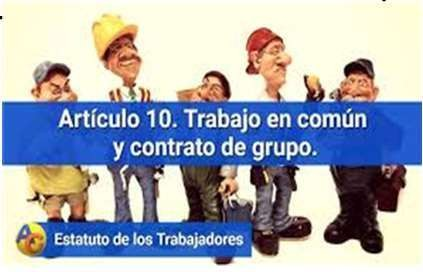 Artículo 10. Trabajo en común
y contrato de grupo.
Estatuto de los Trabajadores